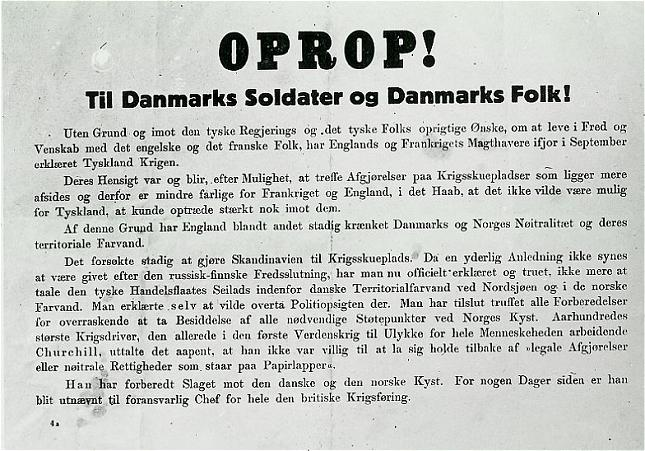 OPROP!
Til Danmarks Soldater og Danmarks Folk!
Uten Grund og imot den tyske Regjerings og det tyske Folks oprigtige Ønske, om at leve i Fred og
Venskab med det engelske og det franske Folk, har Englands og Frankrigets Magthavere ifjor i September
erklæret Tyskland Krigen.
Deres Hensigt var og blir, efter Mulighet, at treffe Afgjørelser paa Krigsskuepladser som ligger mere
afsides og derfor er mindre farlige for Frankriget og England, i det Haab, at det ikke vilde være mulig
for Tyskland, at kunde optræde stærkt nok imot dem.
Af denne Grund har England blandt andet stadig krænket Danmarks og Norges Nøitralitæt og deres
territoriale Farvand.
Det forsøkte stadig at gjøre Skandinavien til Krigsskueplads. Da en yderlig Anledning ikke synes
at være givet efter den russisk-finnske Fredsslutning, har man nu officielt erklæret og truet, ikke mere at
taale den tyske Handelsflaates Seilads indenfor danske Territorialfarvand ved Nordsjøen og i de norske
Farvand. Man erklærte selv at vilde overta Politiopsigten der. Man har tilslut truffet alle Forberedelser
for overraskende at ta Besiddelse af alle nødvendige Støtepunkter ved Norges Kyst. Aarhundredes
største Krigsdriver, den allerede i den første Verdenskrig til Ulykke for hele Menneskeheden arbeidende
Churchill, uttalte det aapent, at han ikke var villig til at la sig holde tilbake af »legale Afgjørelser
eller nøitrale Rettigheder som staar paa Papirlapper«.
Han har forberedt Slaget mot den danske og den norske Kyst. For nogen Dager siden er han
blit utnævnt til foransvarlig Chef for hele den britiske Krigsføring.
4a